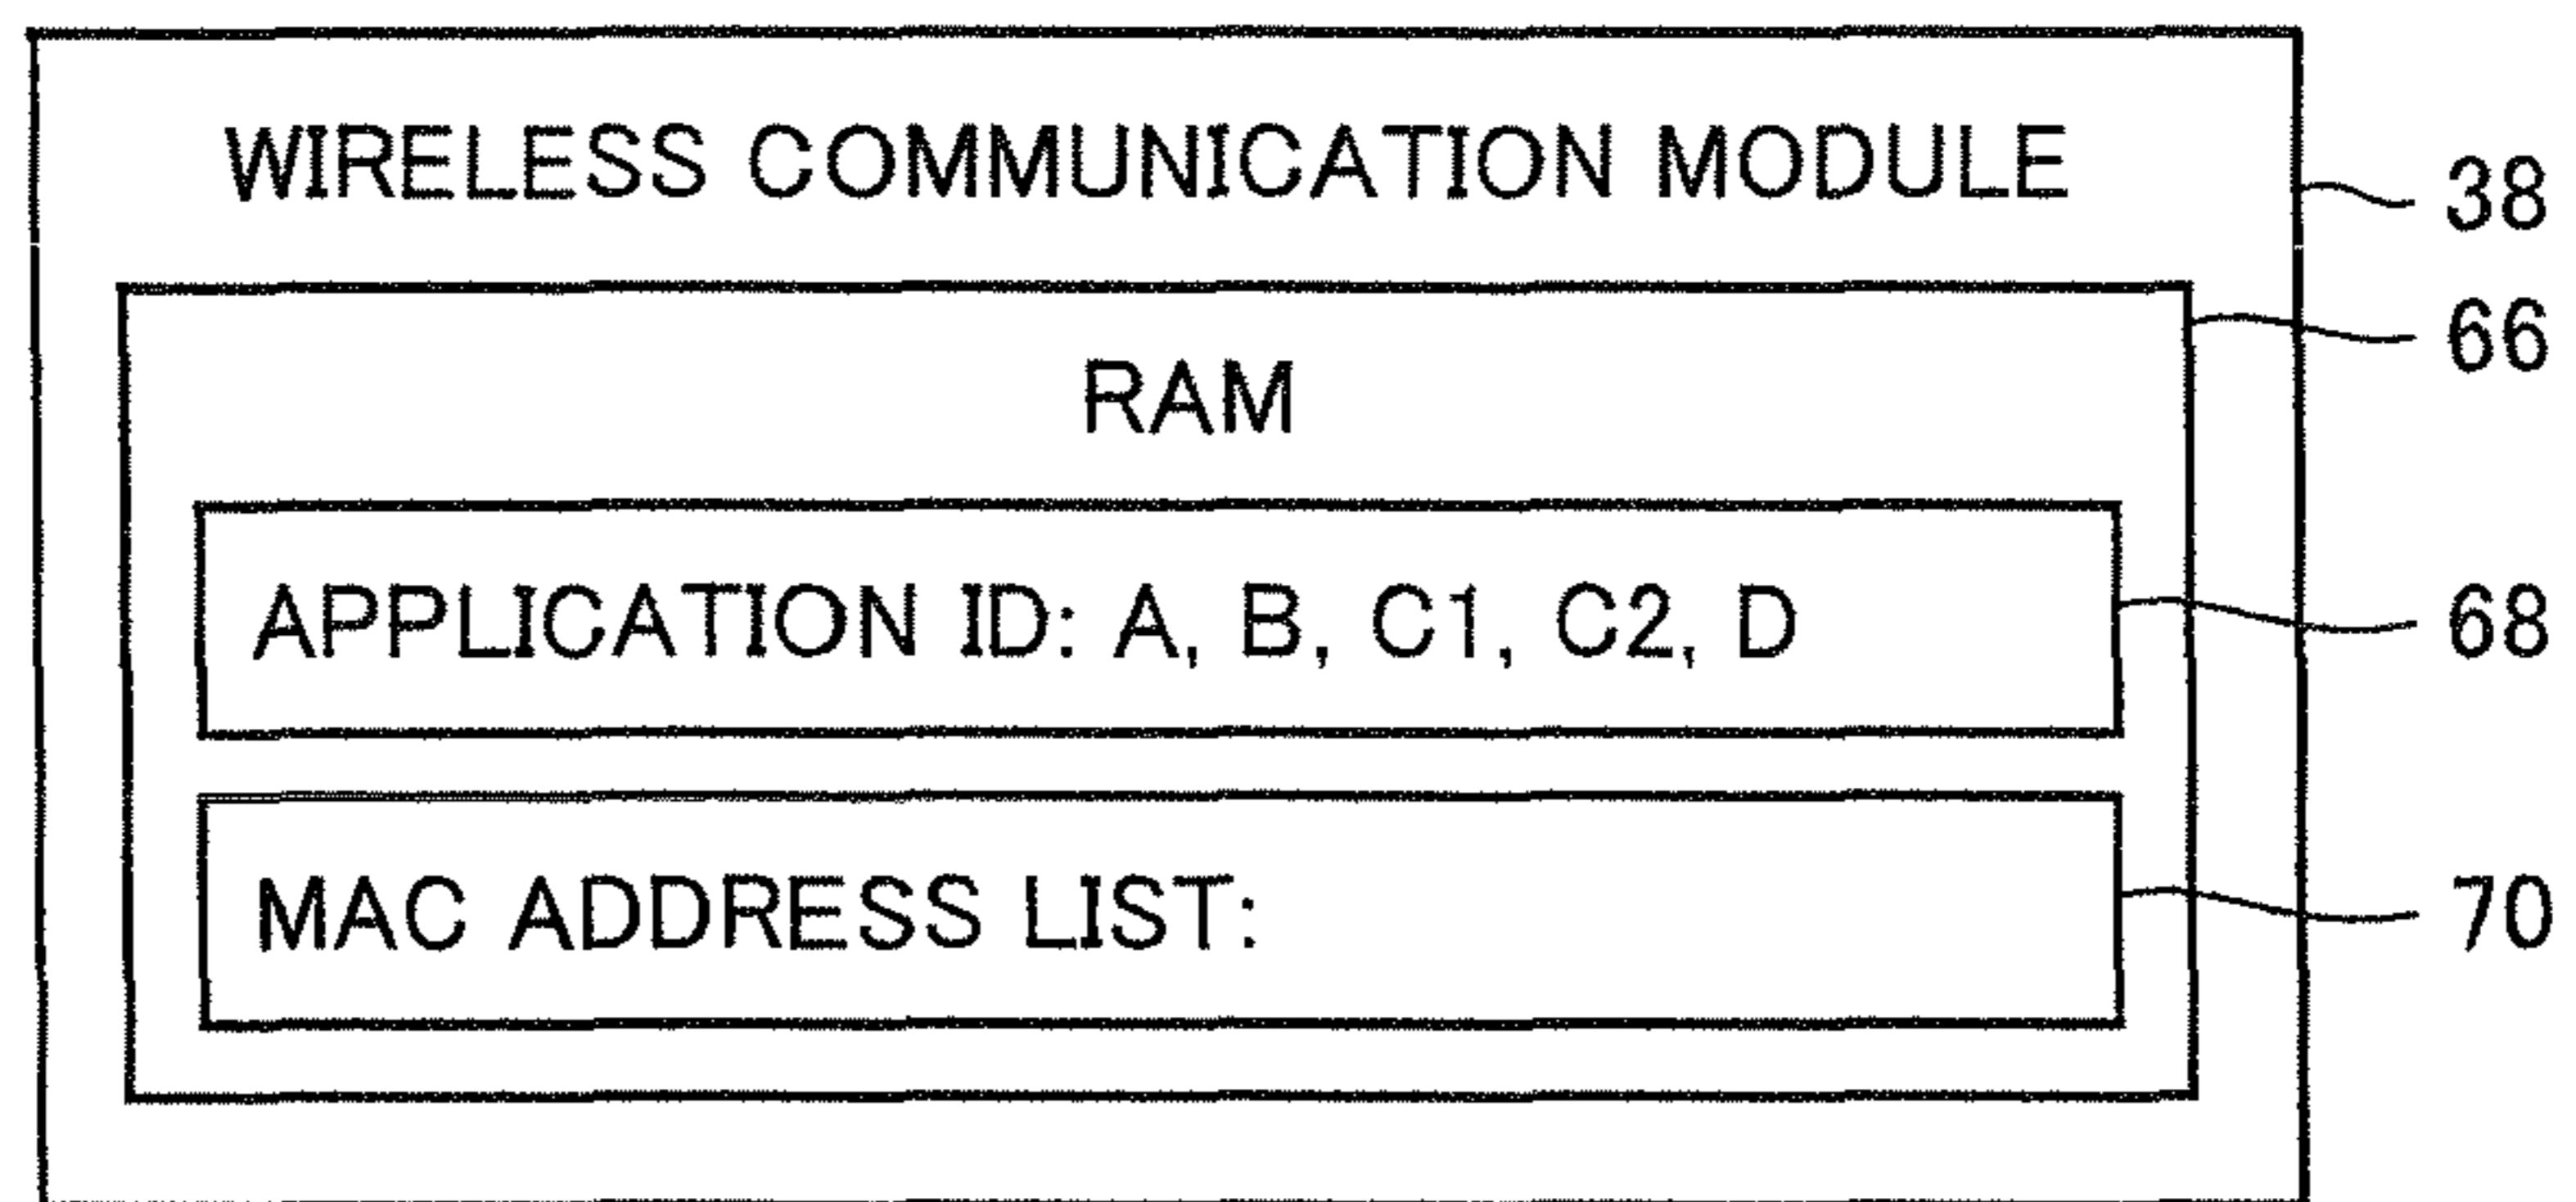 WIRELESS COMMUNICATION MODULE
38
66
RAM
APPLICATION ID: A, B, C1, C2, D
68
MAC ADDRESS LIST:
70